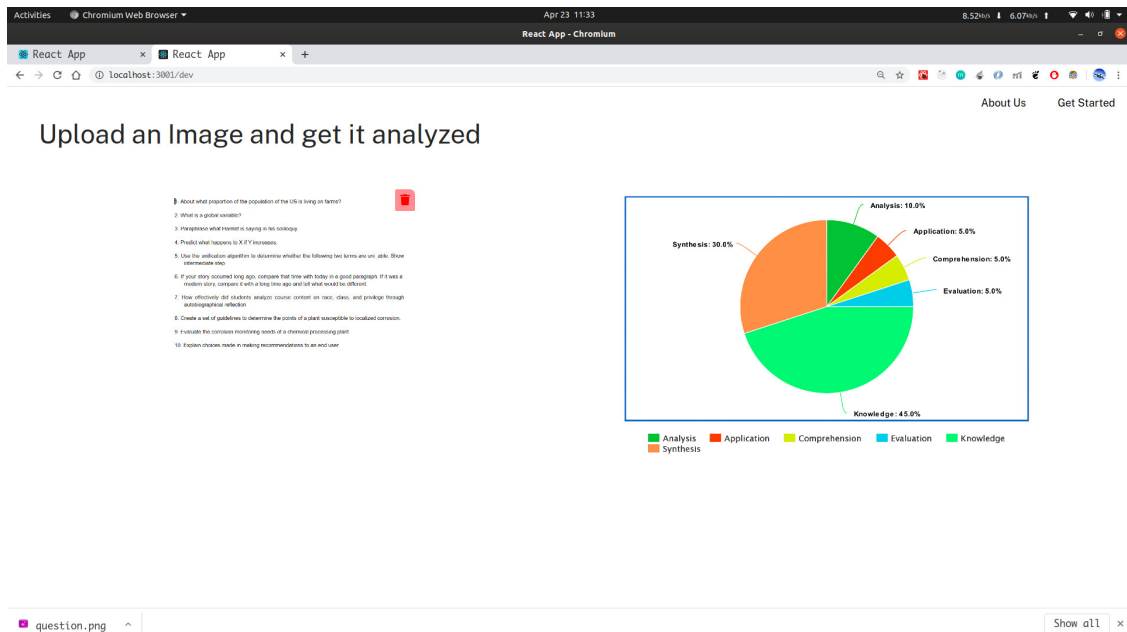 Activities
Chromium Web Browser
Apr 23 11:33
8.52kb/s
6.07kb/s
React App - Chromium
React App
React App
localhost:3001/dev
About Us
Get Started
Upload an Image and get it analyzed
1. About what proportion of the population of the US is living on farms?
2. What is a global variable?
3. Paraphrase what Hamlet is saying in his soliloquy.
4. Predict what happens to X if Y increases.
5. Use the unification algorithm to determine whether the following two terms are uni able. Show
intermediate step.
6. If your story occurred long ago, compare that time with today in a good paragraph. If it was a
modern story, compare it with a long time ago and tell what would be different.
7. How effectively did students analyze course content on race, class, and privilege through
autobiographical reflection
8. Create a set of guidelines to determine the points of a plant susceptible to localized corrosion.
9. Evaluate the corrosion monitoring needs of a chemical processing plant
10. Explain choices made in making recommendations to an end user
Analysis: 10.0%
Application: 5.0%
Comprehension: 5.0%
Evaluation: 5.0%
Knowledge: 45.0%
Synthesis: 30.0%
Analysis
Application
Comprehension
Evaluation
Knowledge
Synthesis
question.png
Show all